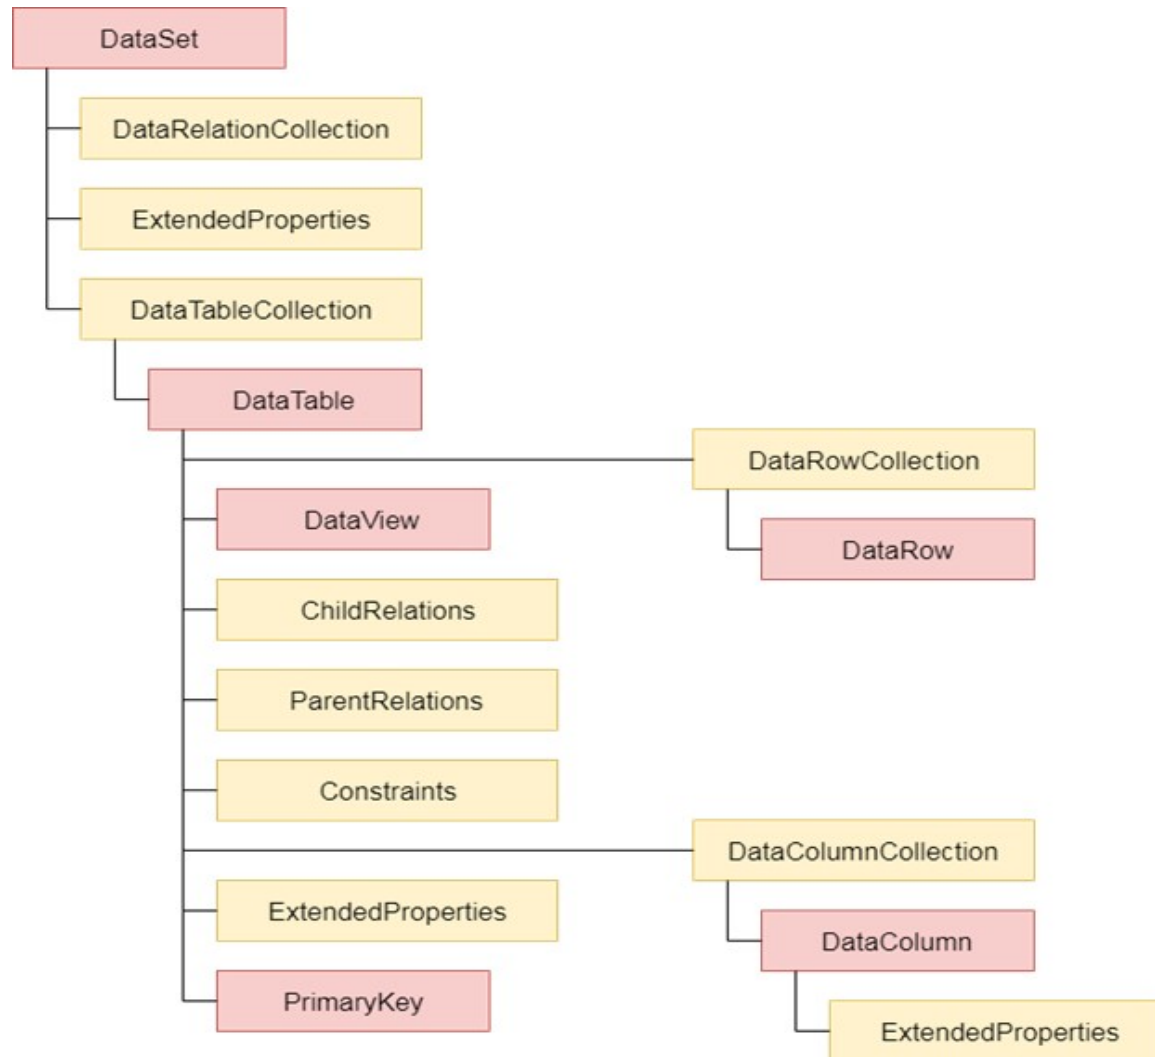 DataSet
DataRelationCollection
ExtendedProperties
DataTableCollection
DataTable
DataRowCollection
DataView
DataRow
ChildRelations
ParentRelations
Constraints
DataColumnCollection
ExtendedProperties
DataColumn
PrimaryKey
ExtendedProperties